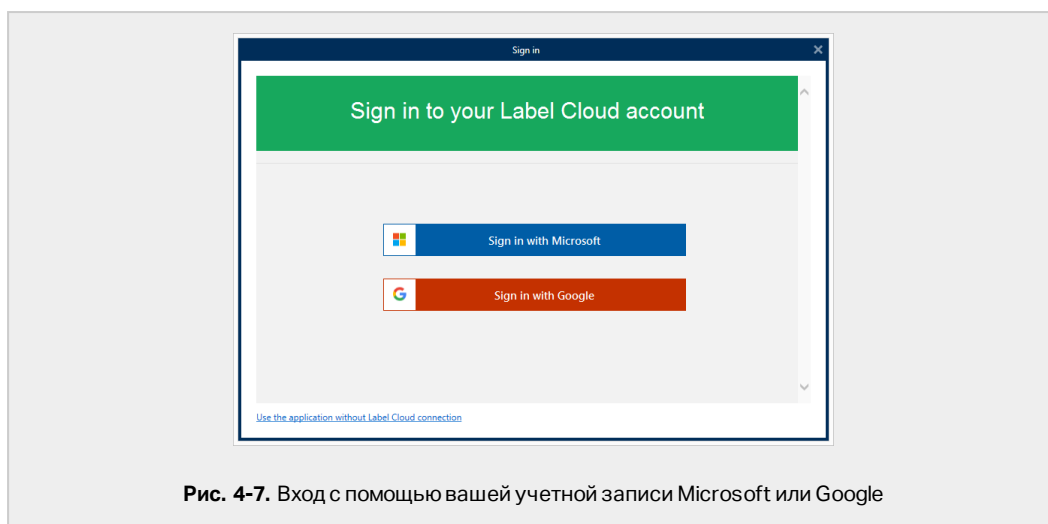 Sign in
Sign in to your Label Cloud account
Sign in with Microsoft
Sign in with Google
Use the application without Label Cloud connection
Рис. 4-7. Вход с помощью вашей учетной записи Microsoft или Google